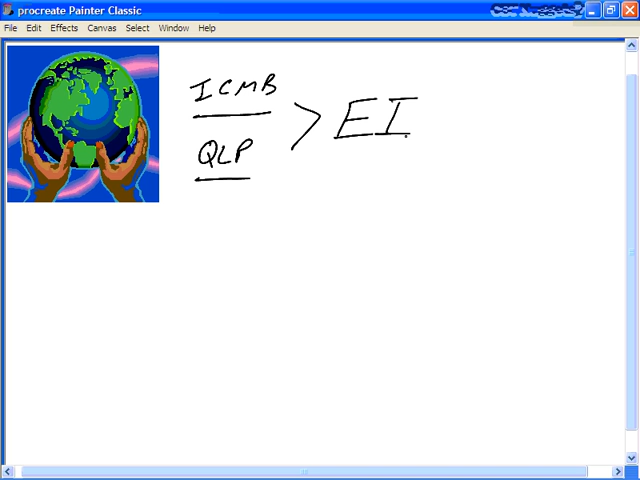 procreate Painter Classic
File Edit Effects Canvas Select Window Help
ICMB
QLP
> EI